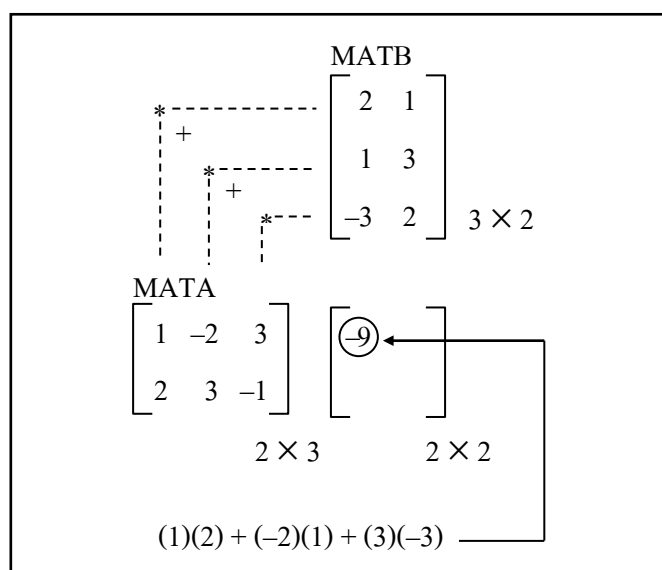 MATB
2 1
*
+
1 3
*
+
–3 2 3 × 2
*
MATA
1 –2 3 –9
2 3 –1
2 × 3 2 × 2
(1)(2) + (–2)(1) + (3)(–3)